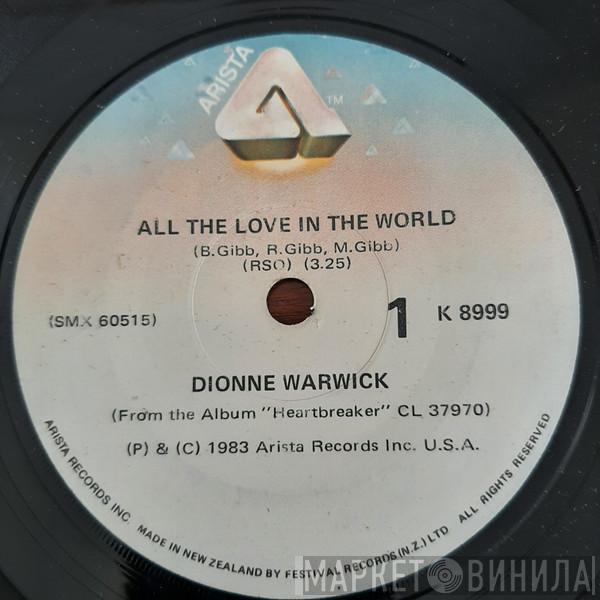 ARISTA
TM
ALL THE LOVE IN THE WORLD
(B.Gibb, R.Gibb, M.Gibb)
(RSO) (3.25)
(SMX 60515)
1
K 8999
DIONNE WARWICK
(From the Album "Heartbreaker" CL 37970)
(P) & (C) 1983 Arista Records Inc. U.S.A.
ARISTA RECORDS INC. MADE IN NEW ZEALAND BY FESTIVAL RECORDS (N.Z.) LTD ALL RIGHTS RESERVED
МАРКЕТ ВИНИЛА